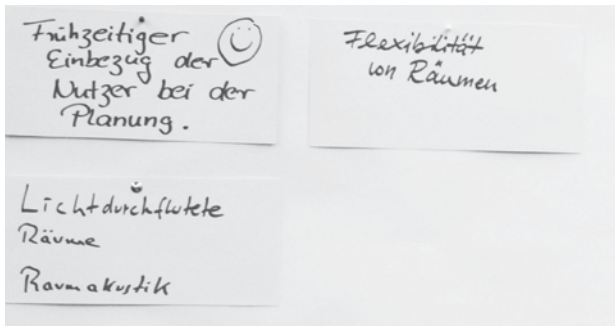 Frühzeitiger
Einbezug der
Nutzer bei der
Planung.
Flexibilität
von Räumen
Lichtdurchflutete
Räume
Raumakustik